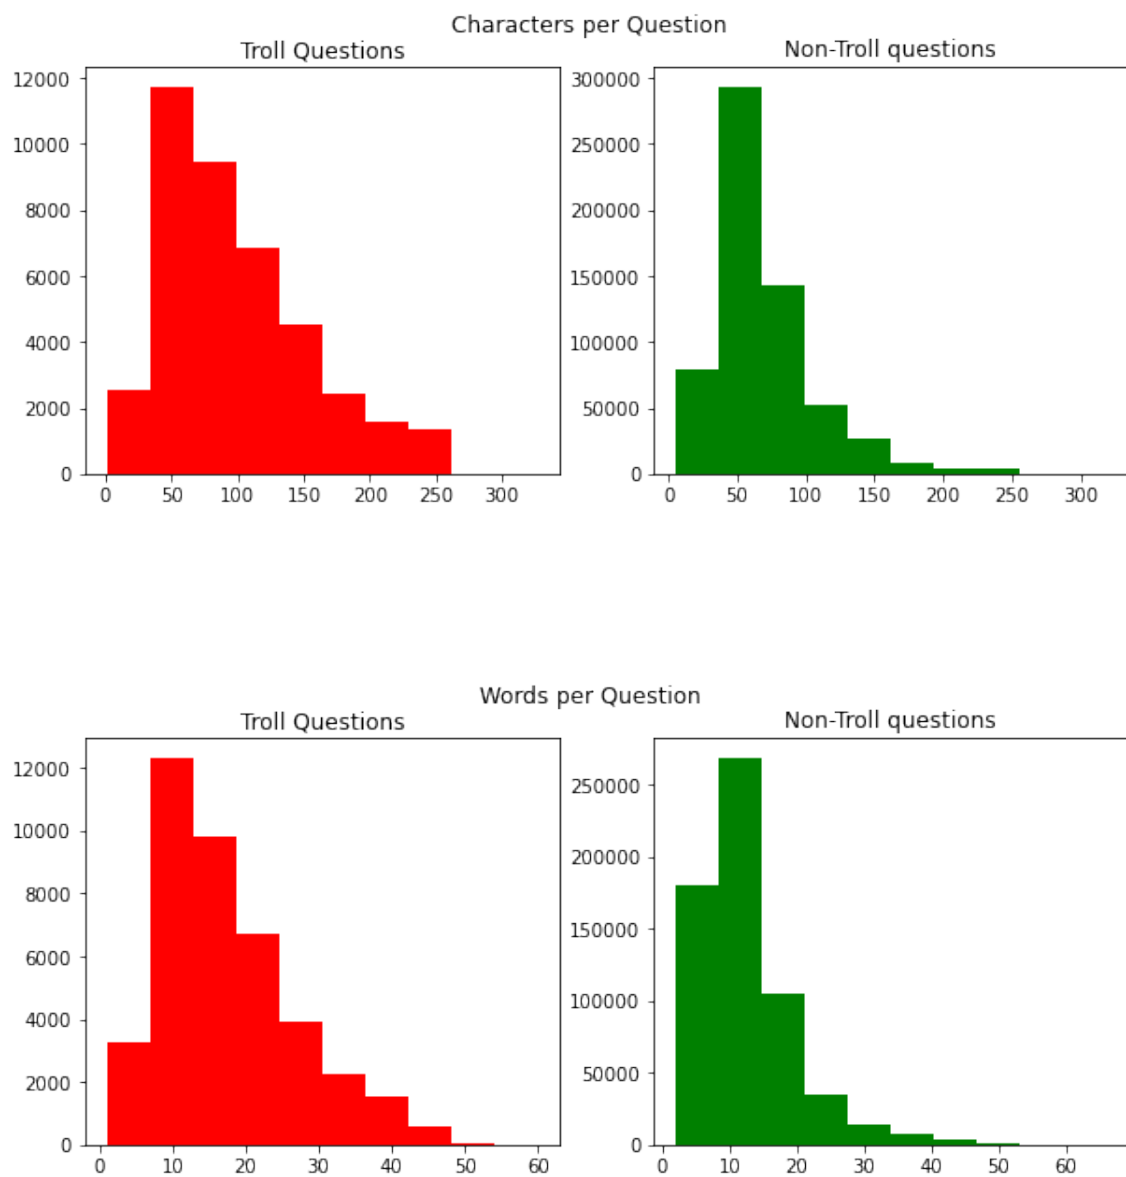 Characters per Question
Troll Questions
Non-Troll questions
12000
10000
8000
6000
4000
2000
0
0 50 100 150 200 250 300
300000
250000
200000
150000
100000
50000
0
0 50 100 150 200 250 300
Words per Question
Troll Questions
Non-Troll questions
12000
10000
8000
6000
4000
2000
0
0 10 20 30 40 50 60
250000
200000
150000
100000
50000
0
0 10 20 30 40 50 60